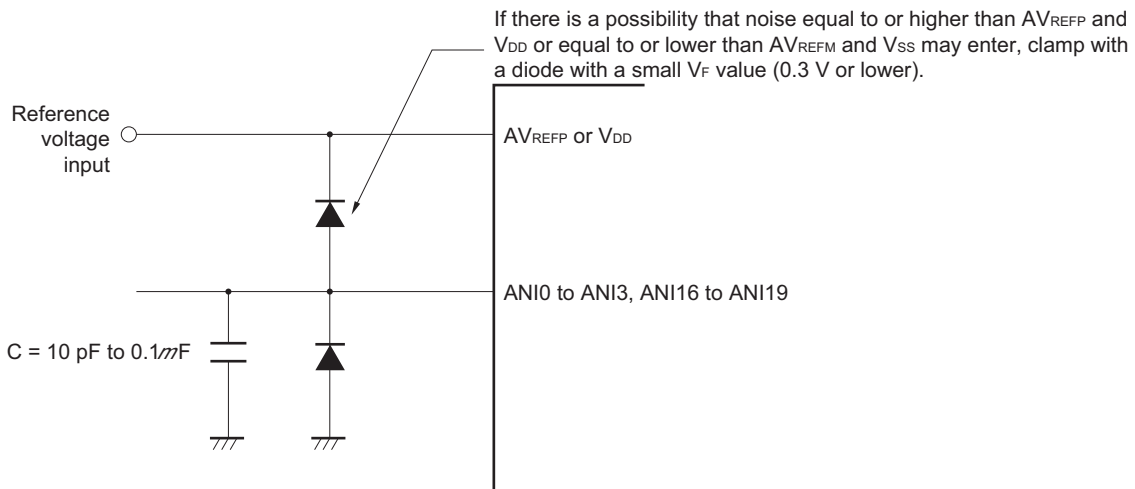 If there is a possibility that noise equal to or higher than AVREFP and
VDD or equal to or lower than AVREFM and VSS may enter, clamp with
a diode with a small VF value (0.3 V or lower).
Reference
voltage
input
AVREFP or VDD
ANI0 to ANI3, ANI16 to ANI19
C = 10 pF to 0.1mF